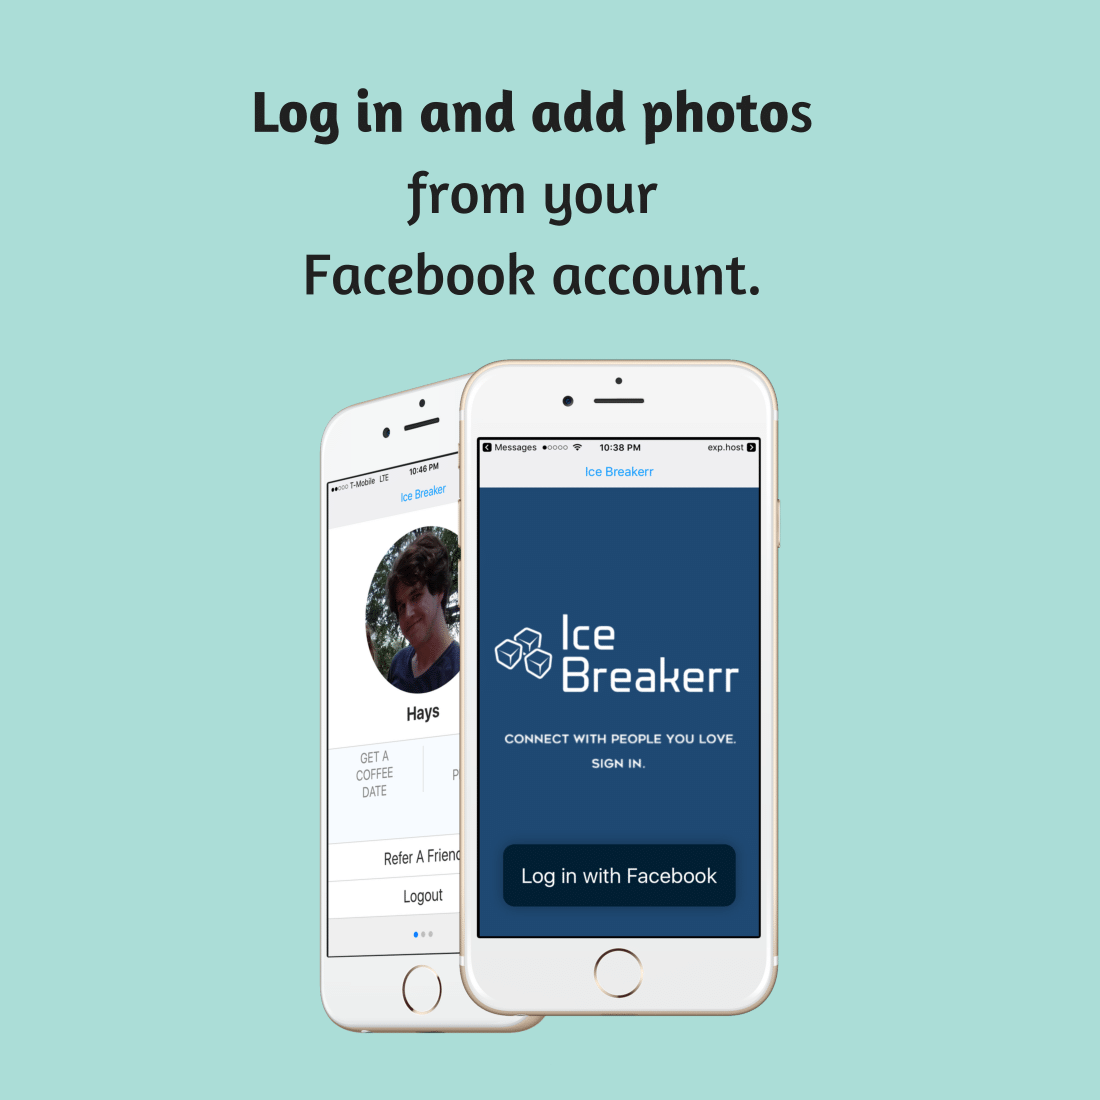 Log in and add photos
from your
Facebook account.
T-Mobile LTE
10:46 PM
Ice Breaker
Hays
GET A
COFFEE
DATE
Refer A Frien
Logout
Messages
10:38 PM
exp.host
Ice Breakerr
Ice
Breakerr
CONNECT WITH PEOPLE YOU LOVE.
SIGN IN.
Log in with Facebook